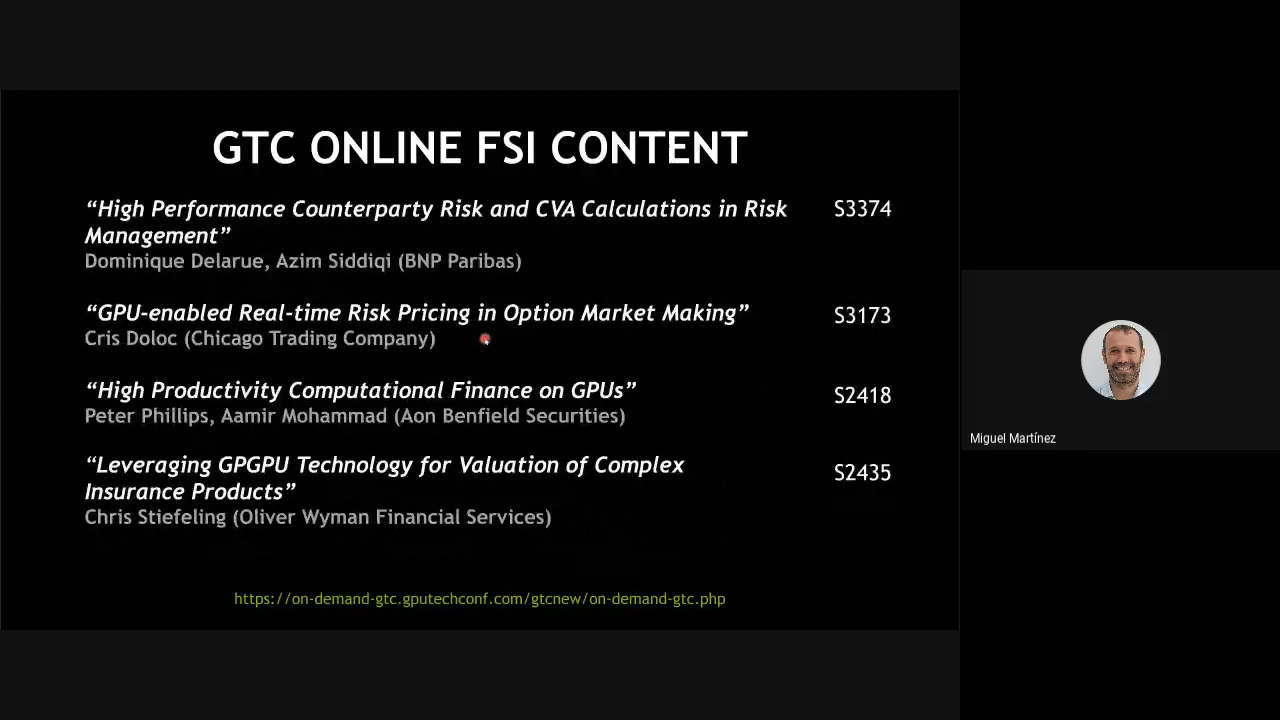 GTC ONLINE FSI CONTENT
“High Performance Counterparty Risk and CVA Calculations in Risk S3374
Management”
Dominique Delarue, Azim Siddiqi (BNP Paribas)
“GPU-enabled Real-time Risk Pricing in Option Market Making” S3173
Cris Doloc (Chicago Trading Company)
“High Productivity Computational Finance on GPUs” S2418
Peter Phillips, Aamir Mohammad (Aon Benfield Securities)
“Leveraging GPGPU Technology for Valuation of Complex S2435
Insurance Products”
Chris Stiefeling (Oliver Wyman Financial Services)
https://on-demand-gtc.gputechconf.com/gtcnew/on-demand-gtc.php
Miguel Martínez